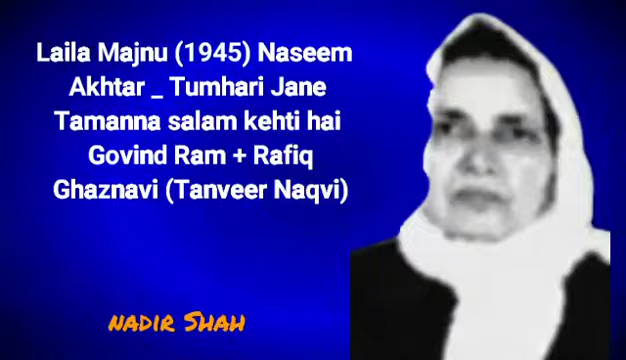 Laila Majnu (1945) Naseem
Akhtar _ Tumhari Jane
Tamanna salam kehti hai
Govind Ram + Rafiq
Ghaznavi (Tanveer Naqvi)
NADIR SHAH